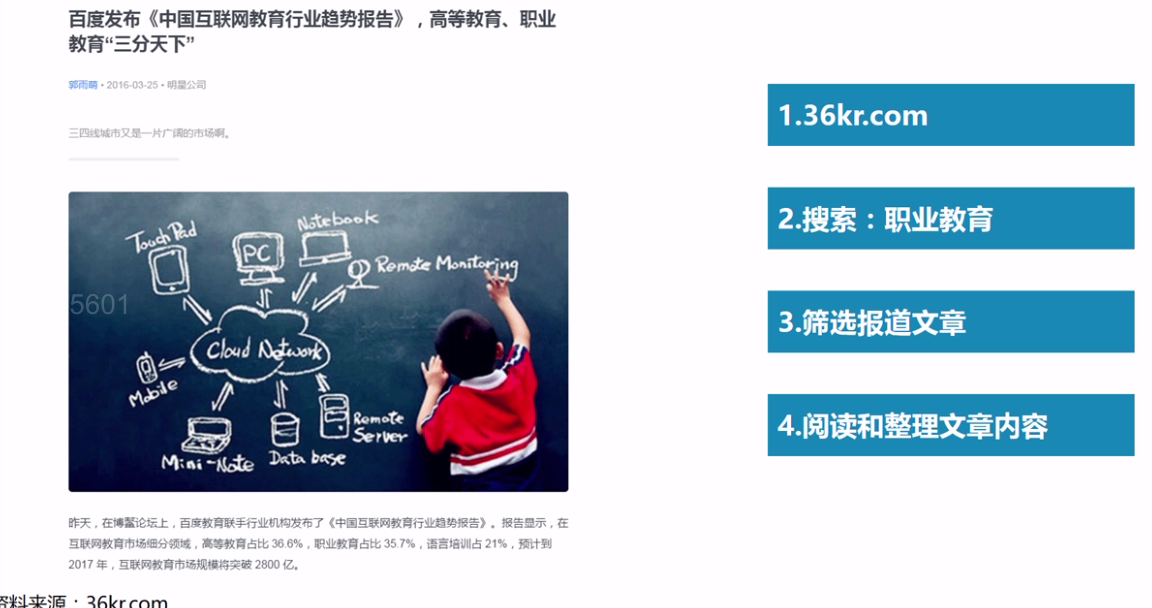 百度发布《中国互联网教育行业趋势报告》，高等教育、职业
教育“三分天下”
郭雨萌 • 2016-03-25 • 明星公司
三四线城市又是一片广阔的市场啊。
Touch Pad
PC
Notebook
Remote Monitoring
5601
Cloud Network
Mobile
Mini-Note
Data base
Remote
Server
昨天，在博鳌论坛上，百度教育联手行业机构发布了《中国互联网教育行业趋势报告》。报告显示，在
互联网教育市场细分领域，高等教育占比 36.6%，职业教育占比 35.7%，语言培训占 21%，预计到
2017 年，互联网教育市场规模将突破 2800 亿。
资料来源：36kr.com
1.36kr.com
2.搜索：职业教育
3.筛选报道文章
4.阅读和整理文章内容